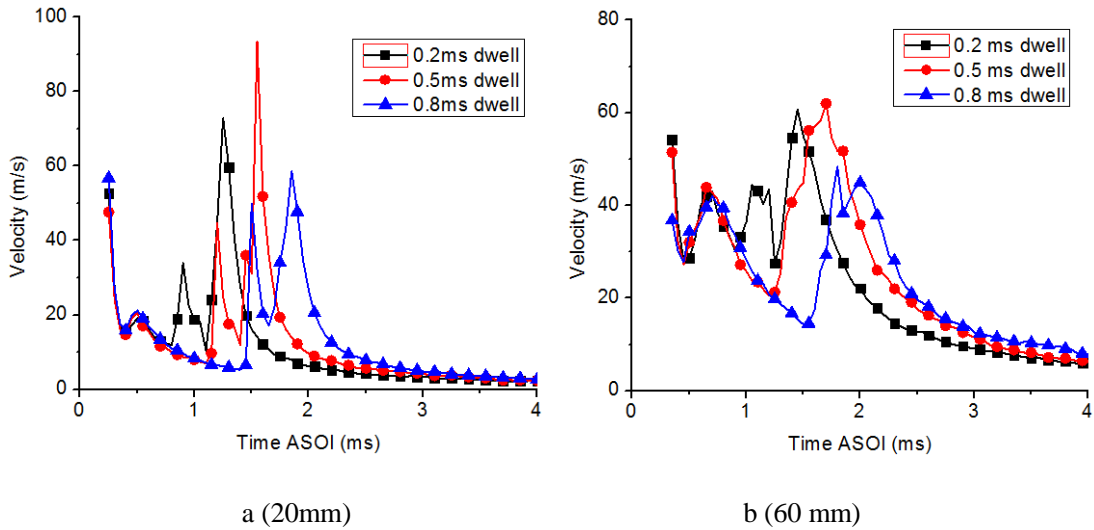 100
80
60
40
20
0
Velocity (m/s)
0
1
2
3
4
Time ASOI (ms)
0.2ms dwell
0.5ms dwell
0.8ms dwell
a (20mm)
80
60
40
20
0
Velocity (m/s)
0
1
2
3
4
Time ASOI (ms)
0.2 ms dwell
0.5 ms dwell
0.8 ms dwell
b (60 mm)